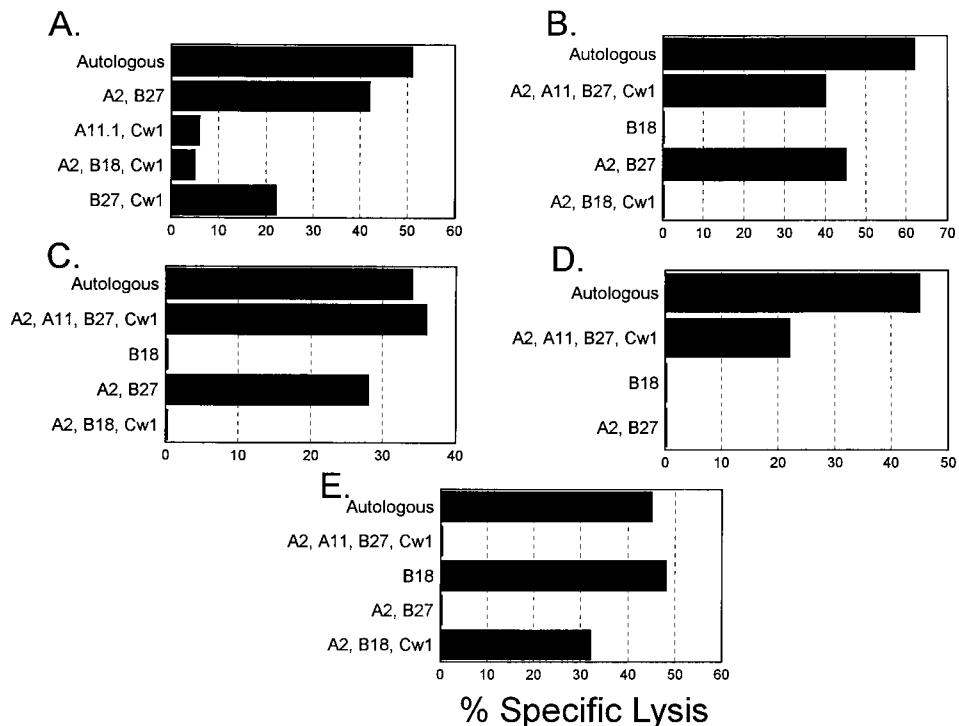 A.
Autologous
A2, B27
A11.1, Cw1
A2, B18, Cw1
B27, Cw1
0 10 20 30 40 50 60
B.
Autologous
A2, A11, B27, Cw1
B18
A2, B27
A2, B18, Cw1
0 10 20 30 40 50 60 70
C.
Autologous
A2, A11, B27, Cw1
B18
A2, B27
A2, B18, Cw1
0 10 20 30 40
D.
Autologous
A2, A11, B27, Cw1
B18
A2, B27
0 10 20 30 40 50
E.
Autologous
A2, A11, B27, Cw1
B18
A2, B27
A2, B18, Cw1
0 10 20 30 40 50 60
% Specific Lysis